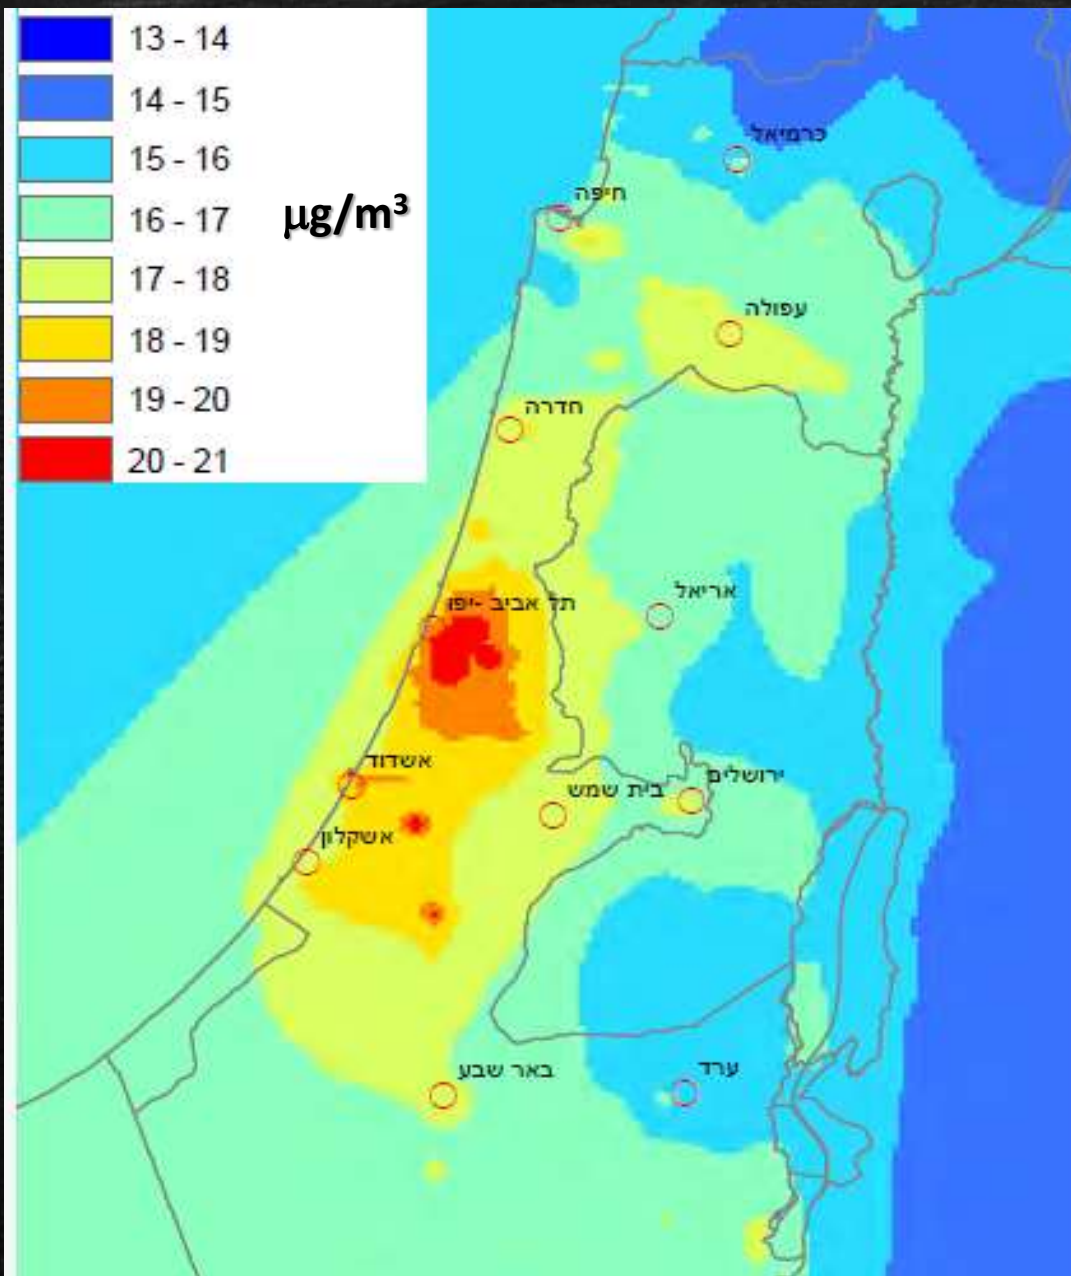 13 - 14
14 - 15
15 - 16
16 - 17
17 - 18
18 - 19
19 - 20
20 - 21
µg/m³
כרמיאל
חיפה
עפולה
חדרה
אריאל
תל אביב -יפו
אשדוד
ירושלים
בית שמש
אשקלון
ערד
באר שבע